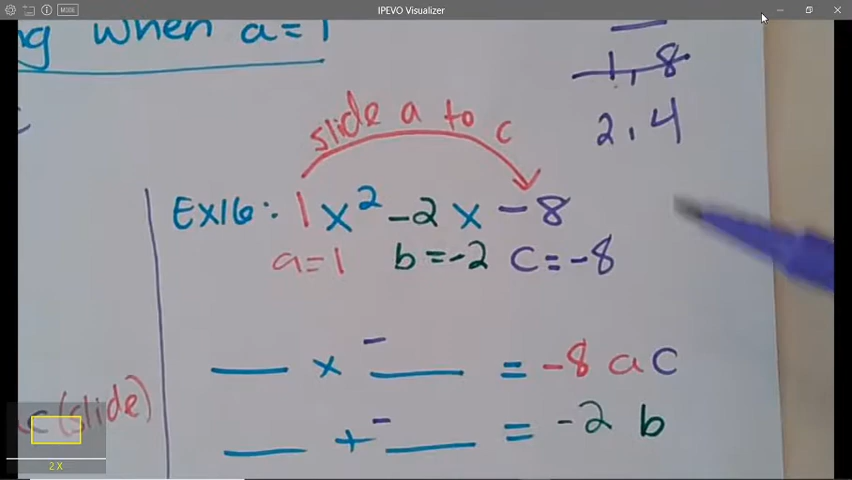 IPEVO Visualizer
ng when a=1
1, 8
2, 4
slide a to c
Ex16: 1x² -2x -8
a=1 b=-2 c=-8
___ x -___ = -8 ac
c (slide)
___ + -___ = -2 b
2 X